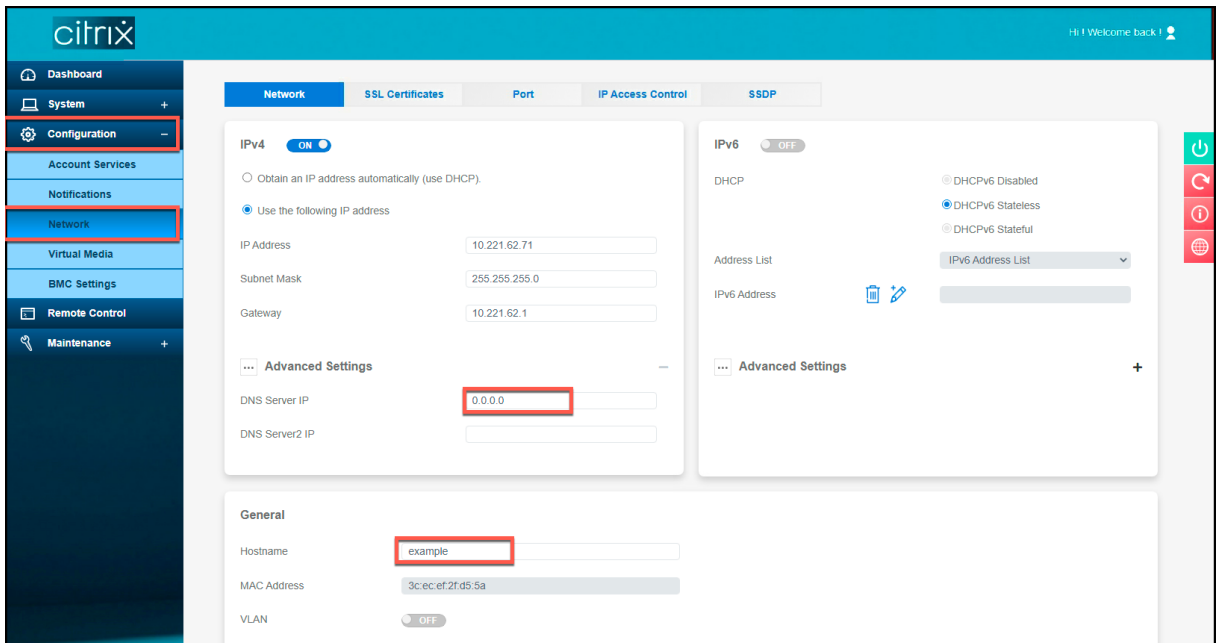 citrix
Hi ! Welcome back !
Dashboard
System +
Configuration −
Account Services
Notifications
Network
Virtual Media
BMC Settings
Remote Control
Maintenance +
Network SSL Certificates Port IP Access Control SSDP
IPv4 ON
Obtain an IP address automatically (use DHCP).
Use the following IP address
IP Address 10.221.62.71
Subnet Mask 255.255.255.0
Gateway 10.221.62.1
... Advanced Settings −
DNS Server IP 0.0.0.0
DNS Server2 IP
IPv6 OFF
DHCP DHCPv6 Disabled
DHCPv6 Stateless
DHCPv6 Stateful
Address List IPv6 Address List
IPv6 Address
... Advanced Settings +
General
Hostname example
MAC Address 3c:ec:ef:2f:d5:5a
VLAN OFF